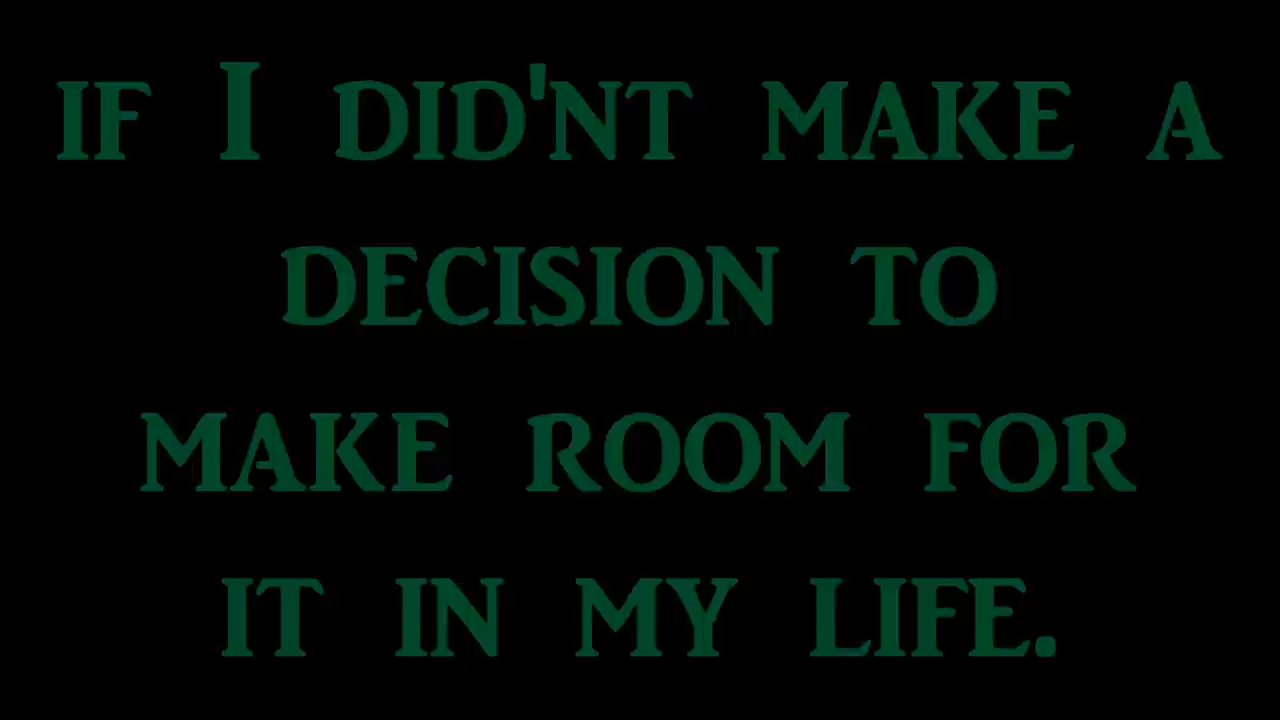 if I did'nt make a
decision to
make room for
it in my life.